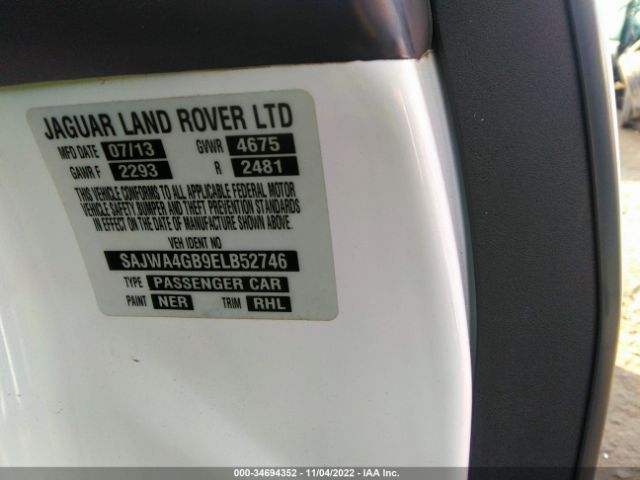 JAGUAR LAND ROVER LTD
MFD DATE 07/13 GVWR 4675
GAWR F 2293 R 2481
THIS VEHICLE CONFORMS TO ALL APPLICABLE FEDERAL MOTOR
VEHICLE SAFETY, BUMPER AND THEFT PREVENTION STANDARDS
IN EFFECT ON THE DATE OF MANUFACTURE SHOWN ABOVE.
VEH IDENT NO
SAJWA4GB9ELB52746
TYPE PASSENGER CAR
PAINT NER TRIM RHL
000-34694352 - 11/04/2022 - IAA Inc.